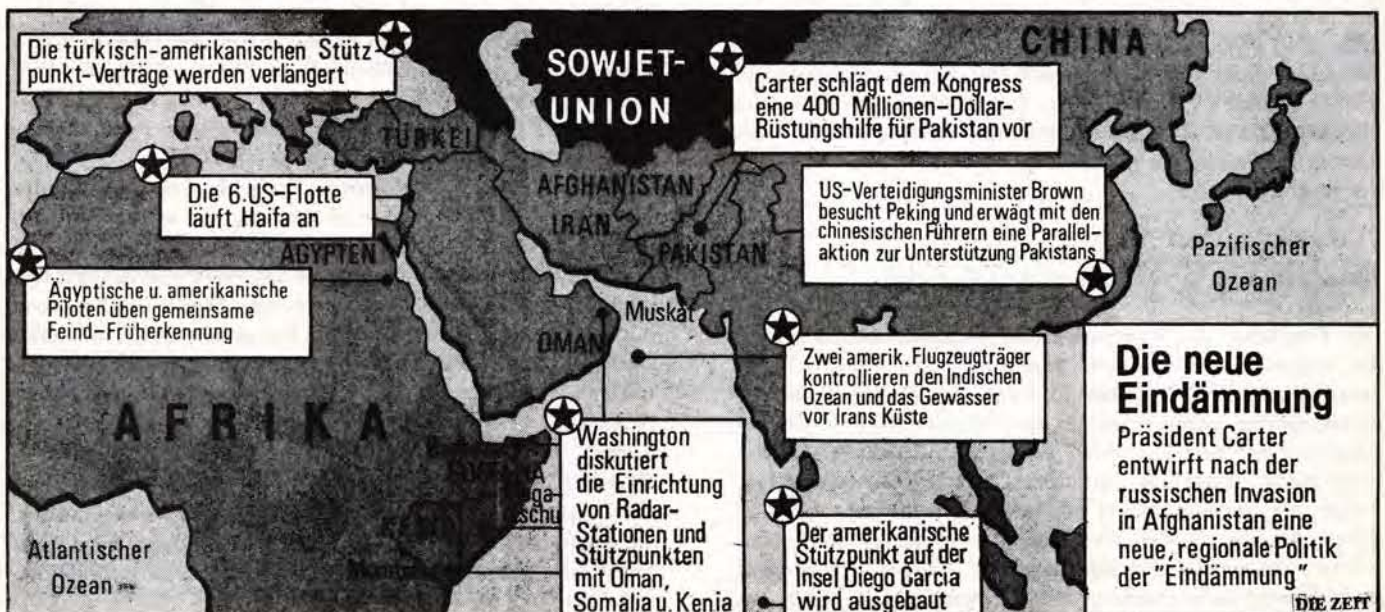 Die türkisch-amerikanischen Stütz-
punkt-Verträge werden verlängert
SOWJET-
UNION
CHINA
Carter schlägt dem Kongress
eine 400 Millionen-Dollar-
Rüstungshilfe für Pakistan vor
TÜRKEI
Die 6.US-Flotte
läuft Haifa an
AFGHANISTAN
IRAN
PAKISTAN
US-Verteidigungsminister Brown
besucht Peking und erwägt mit den
chinesischen Führern eine Parallel-
aktion zur Unterstützung Pakistans
Pazifischer
Ozean
ÄGYPTEN
Ägyptische u. amerikanische
Piloten üben gemeinsame
Feind-Früherkennung
Muskat
OMAN
Zwei amerik. Flugzeugträger
kontrollieren den Indischen
Ozean und das Gewässer
vor Irans Küste
Die neue
Eindämmung
Präsident Carter
entwirft nach der
russischen Invasion
in Afghanistan eine
neue, regionale Politik
der "Eindämmung"
AFRIKA
Washington
diskutiert
die Einrichtung
von Radar-
Stationen und
Stützpunkten
mit Oman,
Somalia u. Kenia
Der amerikanische
Stützpunkt auf der
Insel Diego Garcia
wird ausgebaut
Atlantischer
Ozean
DIE ZEIT